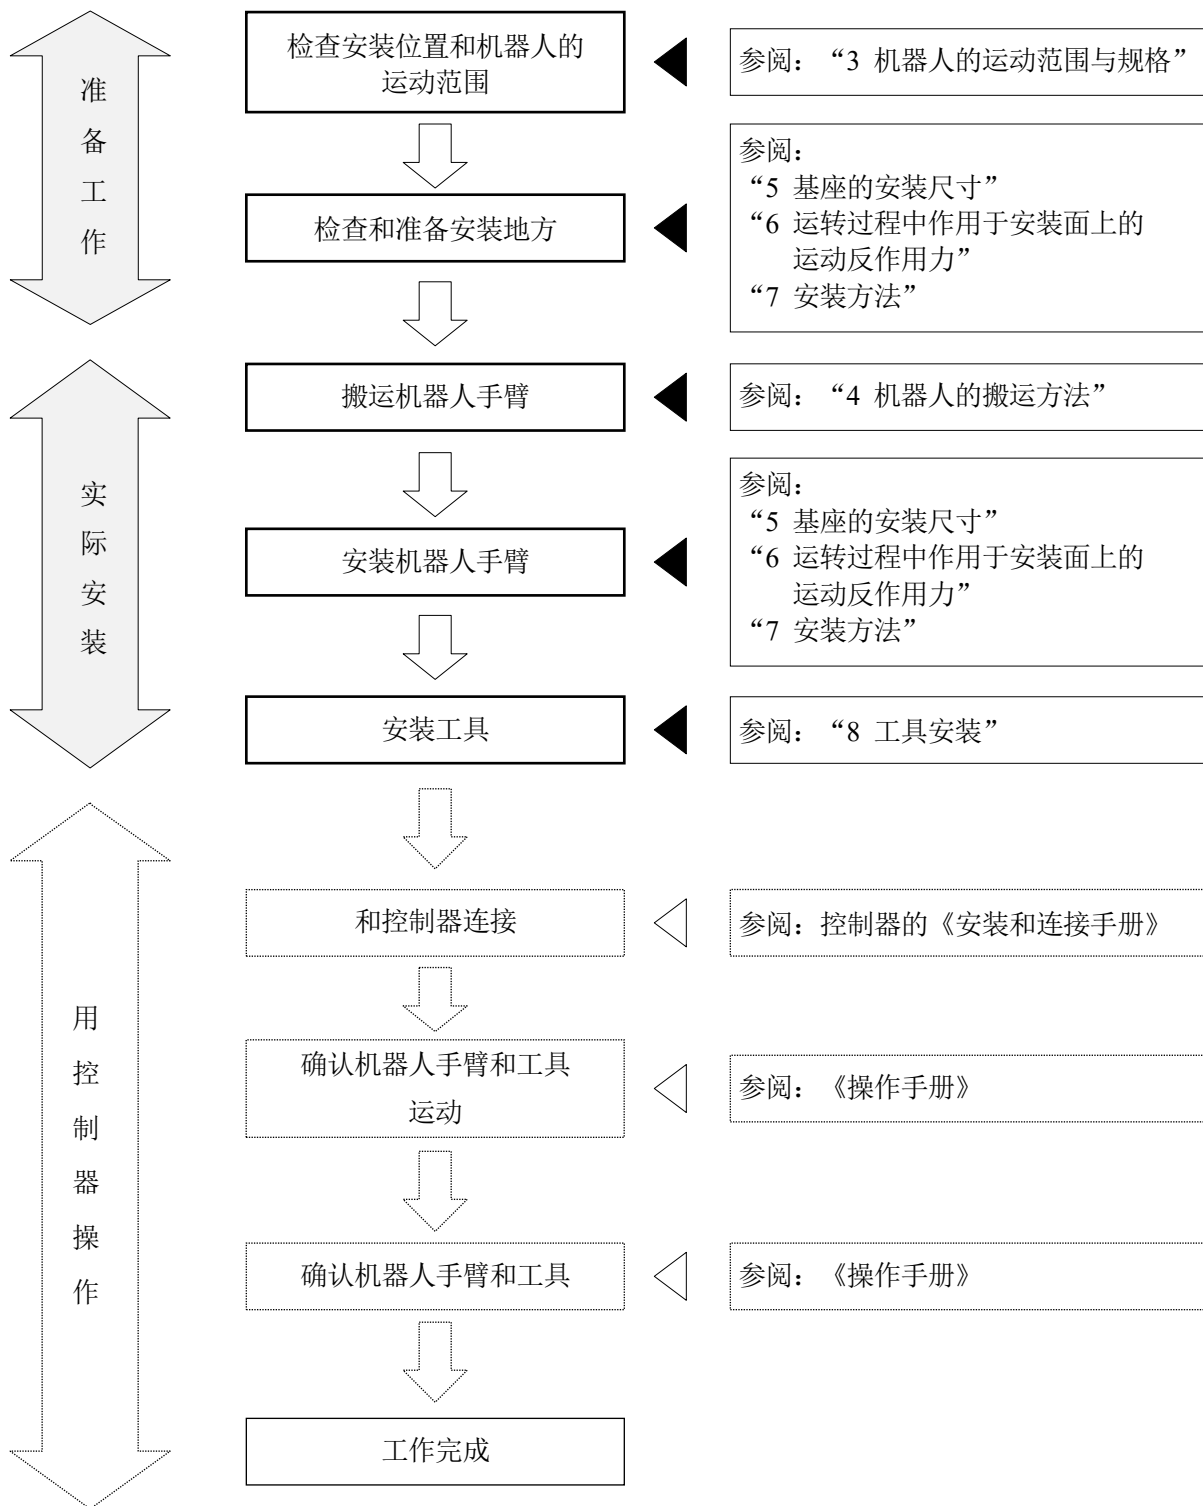 准备工作
检查安装位置和机器人的
运动范围
参阅：“3 机器人的运动范围与规格”
检查和准备安装地方
参阅：
“5 基座的安装尺寸”
“6 运转过程中作用于安装面上的
运动反作用力”
“7 安装方法”
实际安装
搬运机器人手臂
参阅：“4 机器人的搬运方法”
安装机器人手臂
参阅：
“5 基座的安装尺寸”
“6 运转过程中作用于安装面上的
运动反作用力”
“7 安装方法”
安装工具
参阅：“8 工具安装”
用控制器操作
和控制器连接
参阅：控制器的《安装和连接手册》
确认机器人手臂和工具
运动
参阅：《操作手册》
确认机器人手臂和工具
参阅：《操作手册》
工作完成